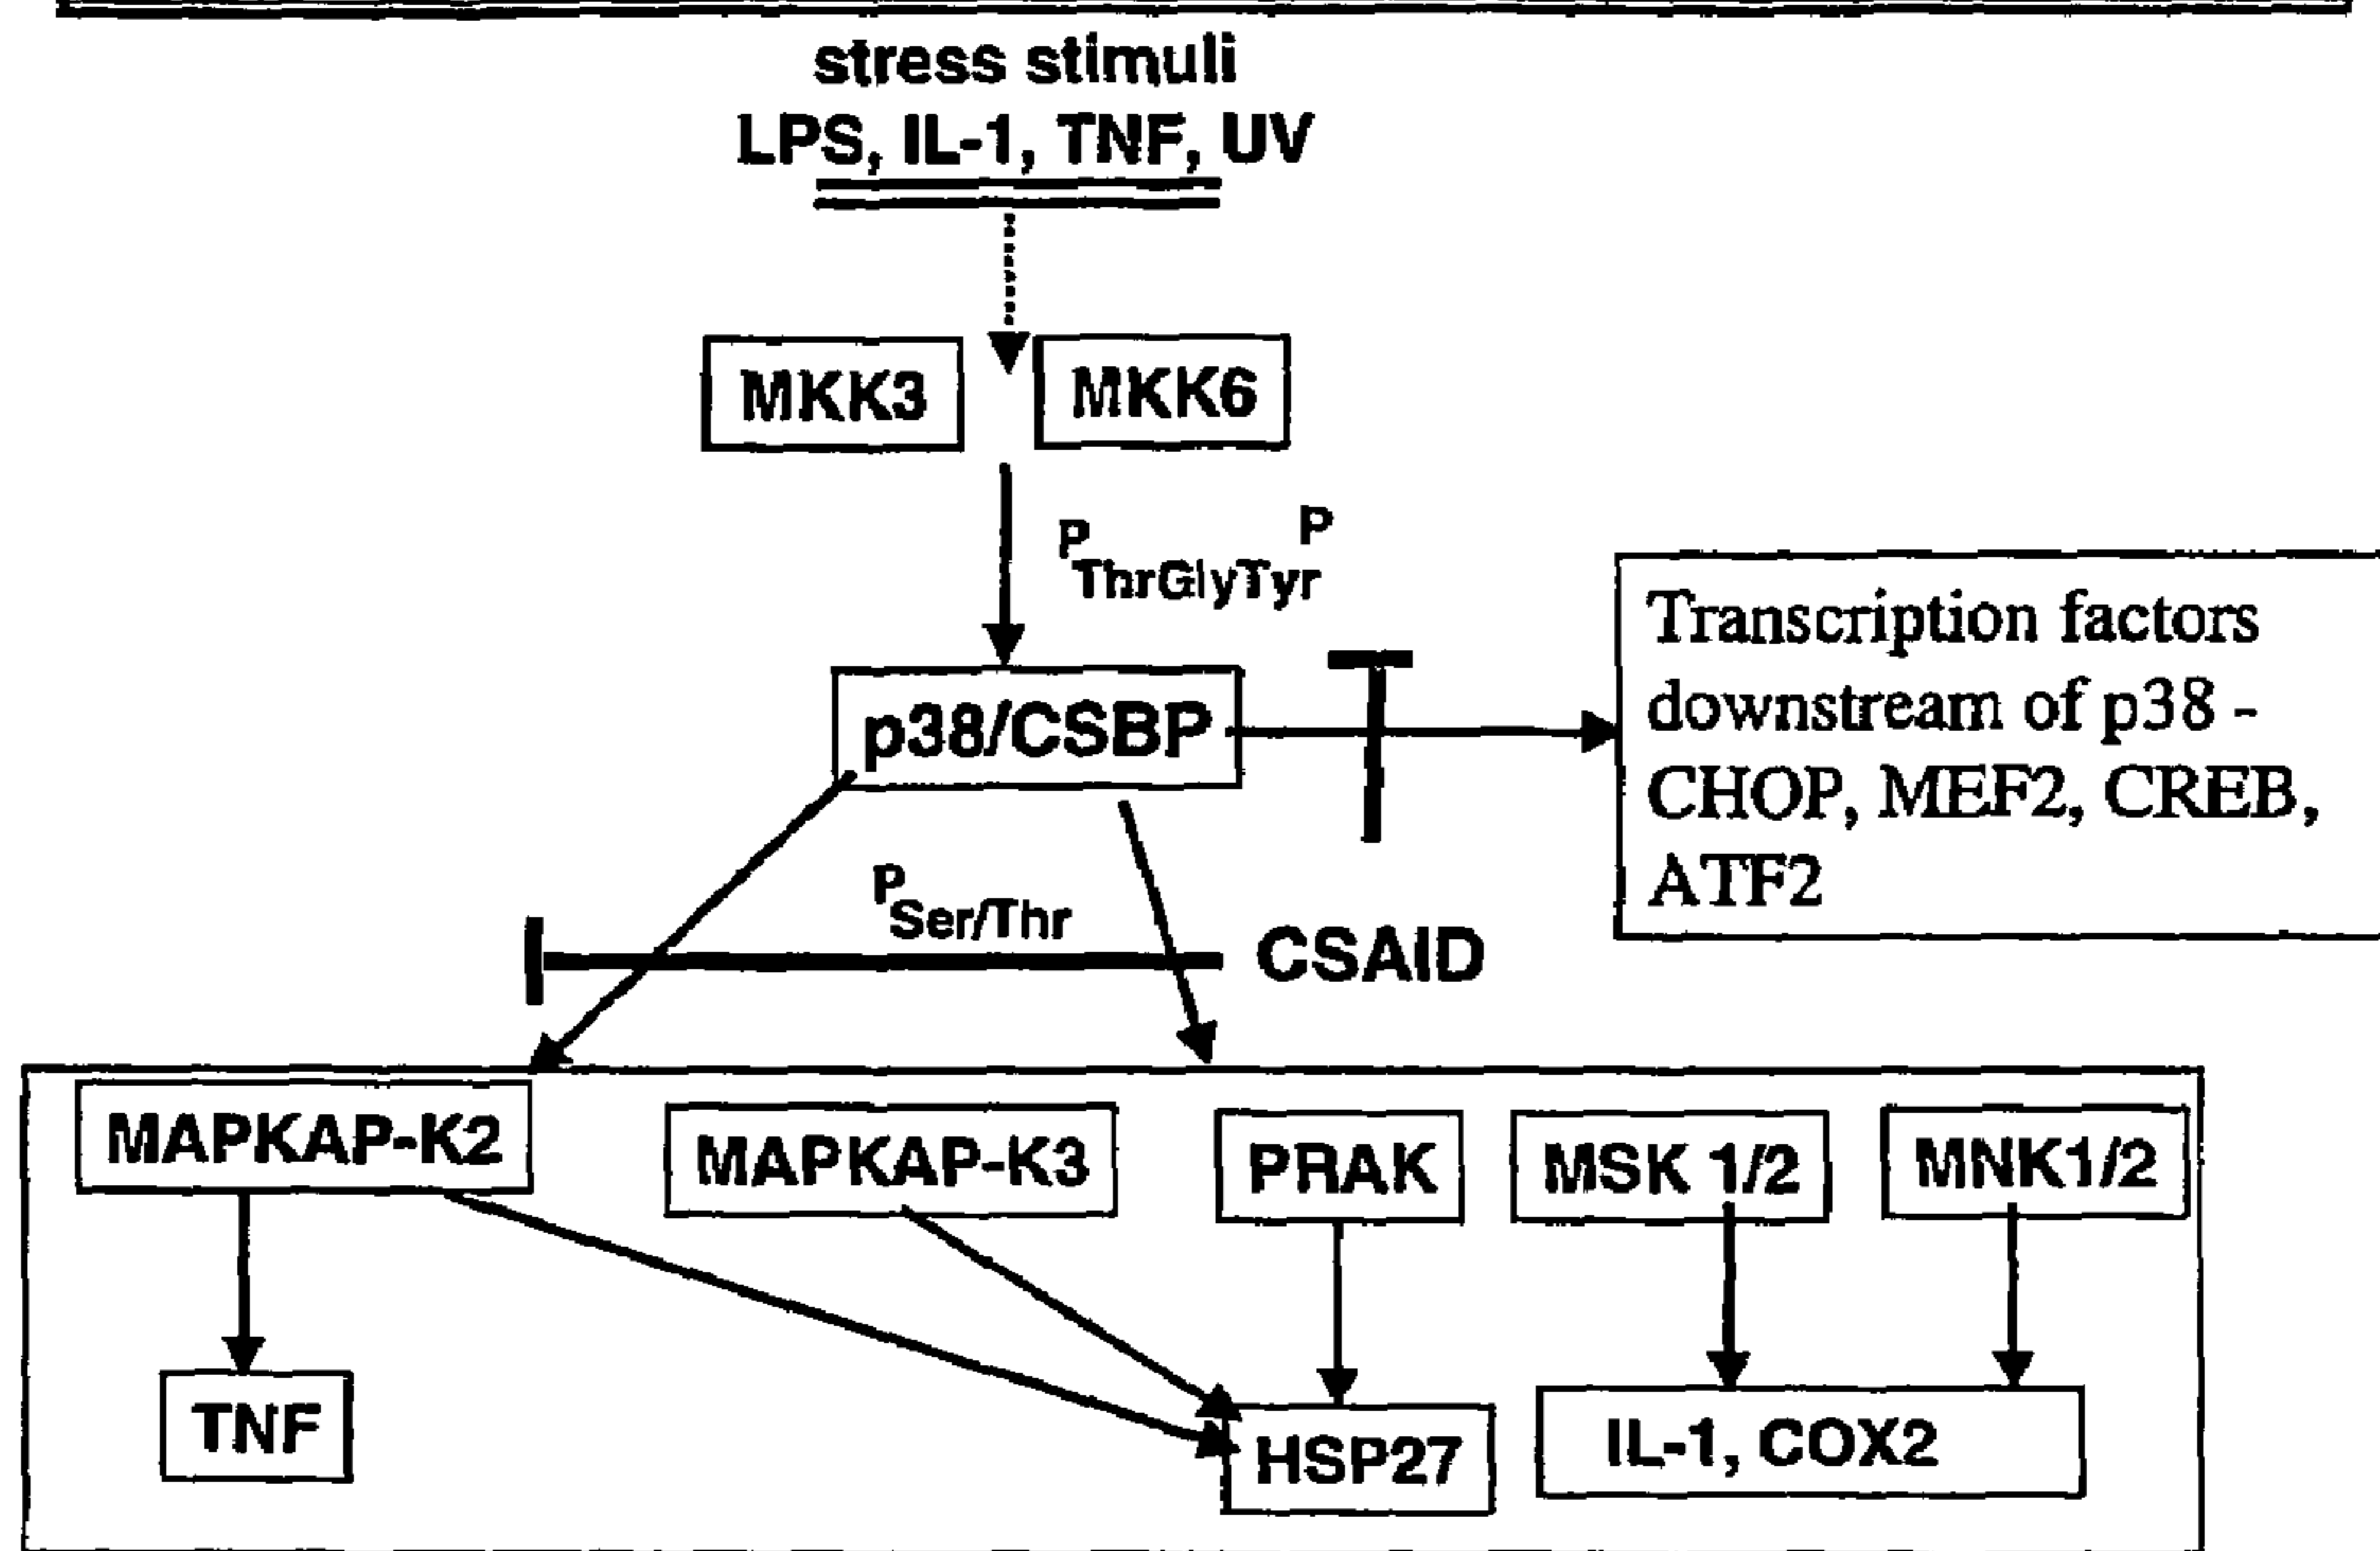 stress stimuli
LPS, IL-1, TNF, UV
MKK3
MKK6
P P
ThrGlyTyr
p38/CSBP
Transcription factors
downstream of p38 -
CHOP, MEF2, CREB,
ATF2
P
Ser/Thr
CSAID
MAPKAP-K2
MAPKAP-K3
PRAK
MSK 1/2
MNK1/2
TNF
HSP27
IL-1, COX2